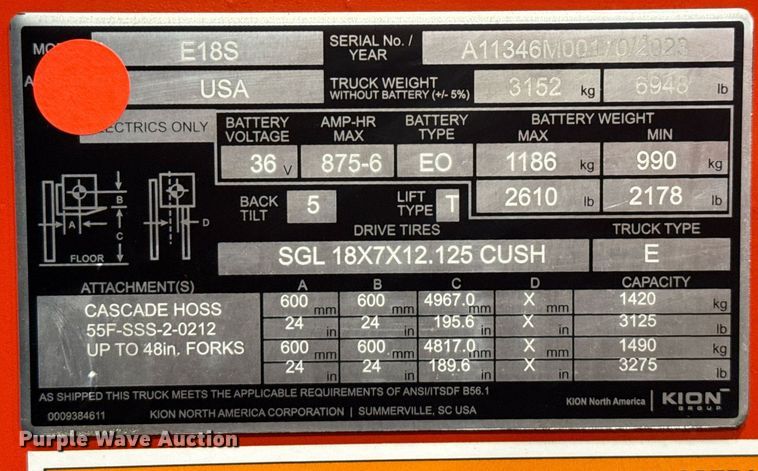 E18S SERIAL No. / YEAR A11346M00170/2023
USA TRUCK WEIGHT WITHOUT BATTERY (+/- 5%) 3152 kg 6948 lb
ELECTRICS ONLY BATTERY VOLTAGE AMP-HR MAX BATTERY TYPE BATTERY WEIGHT
MAX MIN
36 V 875-6 EO 1186 kg 990 kg
BACK TILT 5 LIFT TYPE T 2610 lb 2178 lb
DRIVE TIRES TRUCK TYPE
SGL 18X7X12.125 CUSH E
A B C D
FLOOR
ATTACHMENT(S) A B C D CAPACITY
CASCADE HOSS 600 mm 600 mm 4967.0 mm X mm 1420 kg
55F-SSS-2-0212 24 in 24 in 195.6 in X in 3125 lb
UP TO 48in. FORKS 600 mm 600 mm 4817.0 mm X mm 1490 kg
24 in 24 in 189.6 in X in 3275 lb
AS SHIPPED THIS TRUCK MEETS THE APPLICABLE REQUIREMENTS OF ANSI/ITSDF B56.1
0009384611 KION NORTH AMERICA CORPORATION | SUMMERVILLE, SC USA
KION North America | KION GROUP
Purple Wave Auction